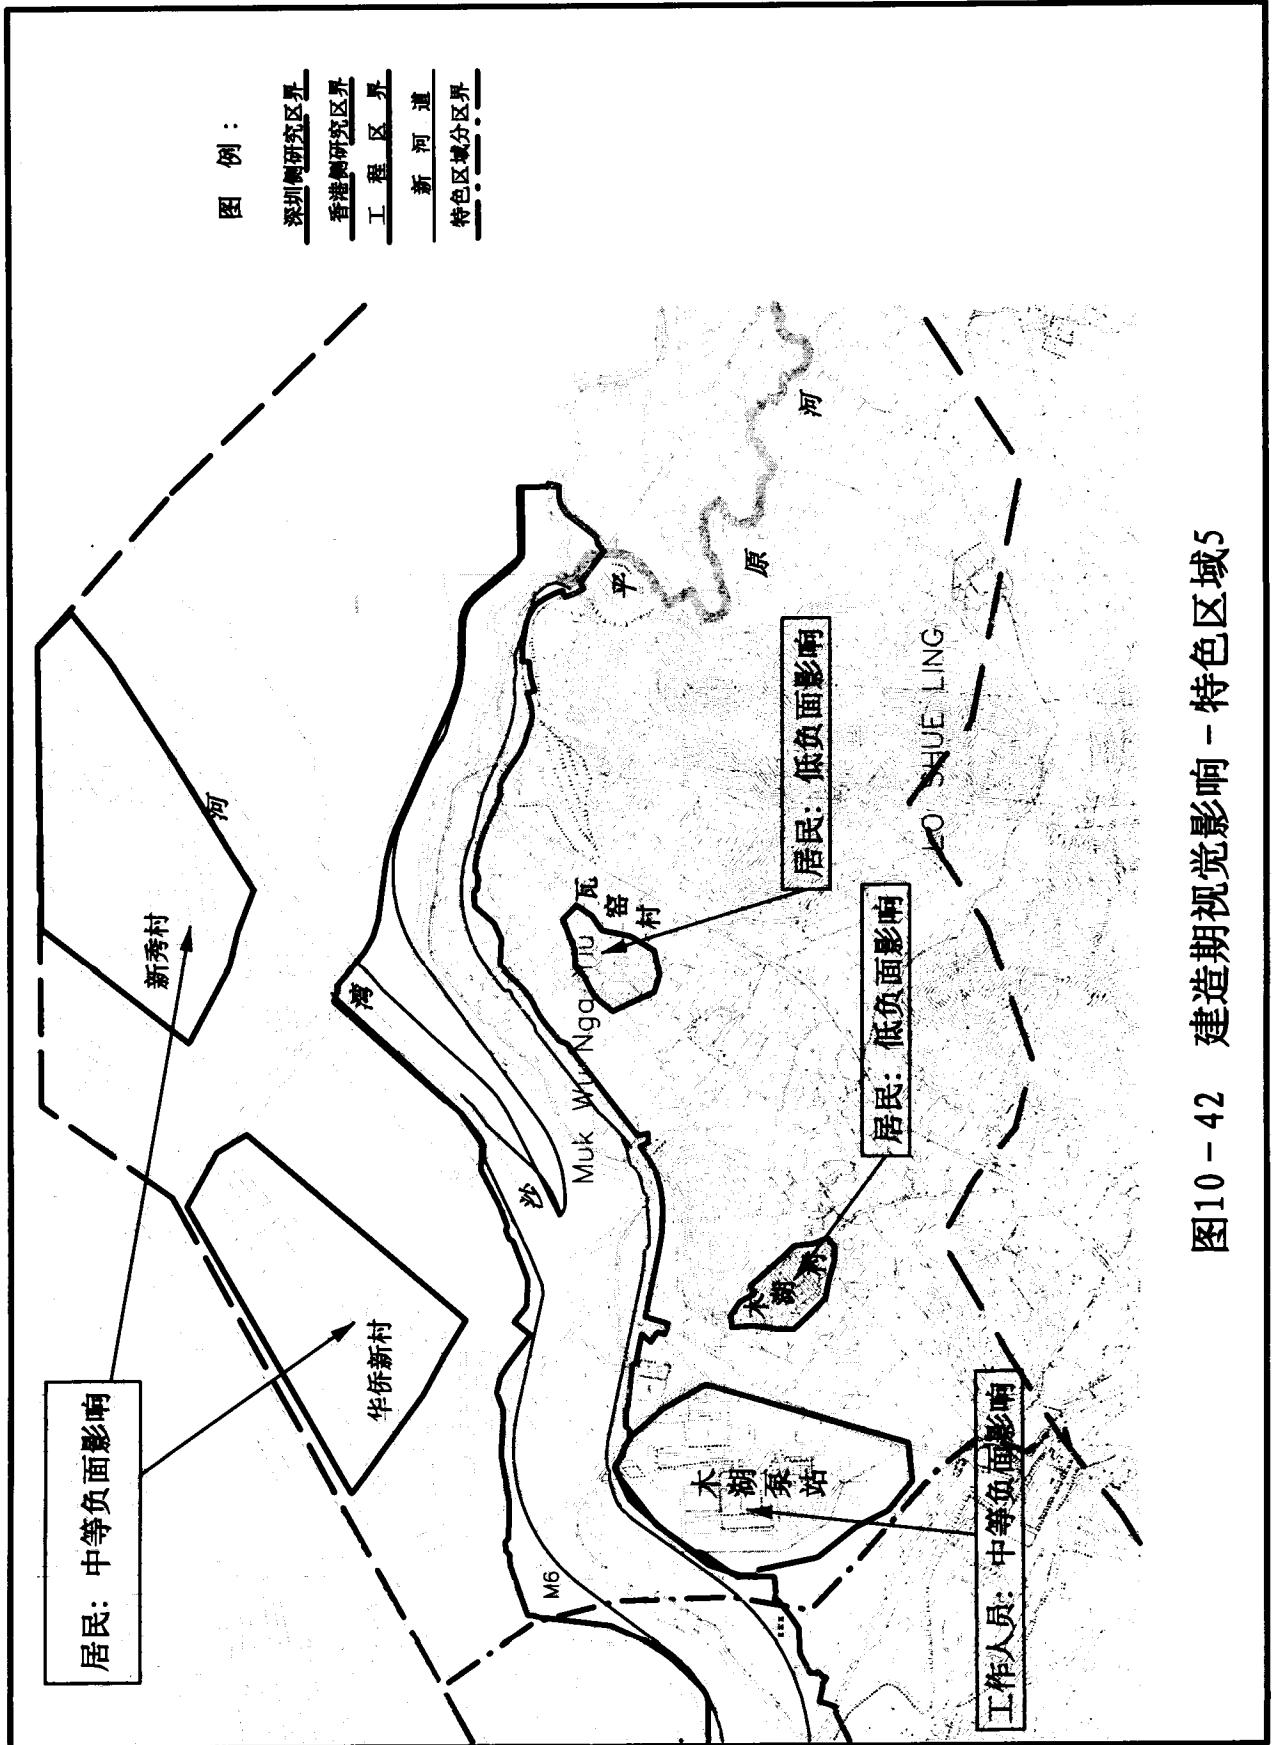 图 例：
深圳侧研究区界
香港侧研究区界
工 程 区 界
新 河 道
特色区域分区界
居民：中等负面影响
新秀村
河
华侨新村
湾
沙
M6
Muk Wu Nga Yiu
瓦
窑
村
居民：低负面影响
平
原
河
木
湖
村
居民：低负面影响
LO SHUE LING
木
湖
泵
站
工作人员：中等负面影响
图10-42 建造期视觉影响-特色区域5